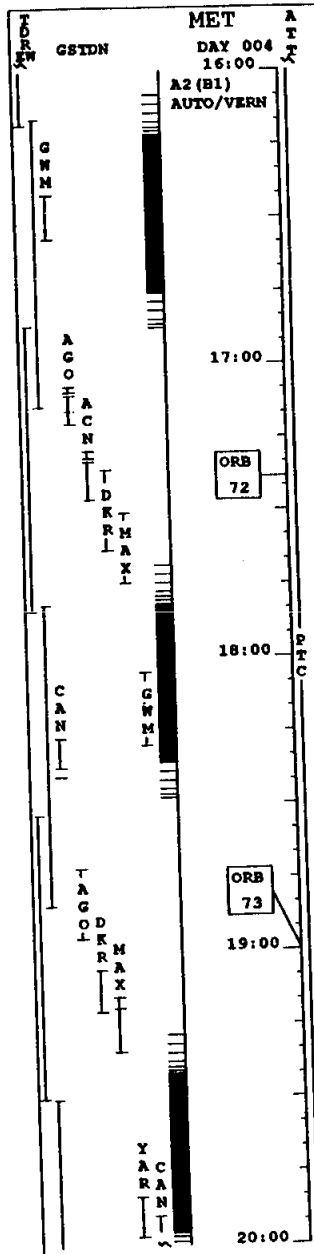 MET
TDRW
GSTDN
DAY 004
ATT
16:00
A2(B1)
AUTO/VERN
GWM
17:00
AGO
ACN
ORB
72
DKR
MAX
18:00
PTC
CAN
GWM
ORB
73
AGO
DKR
MAX
19:00
YAR
CAN
20:00